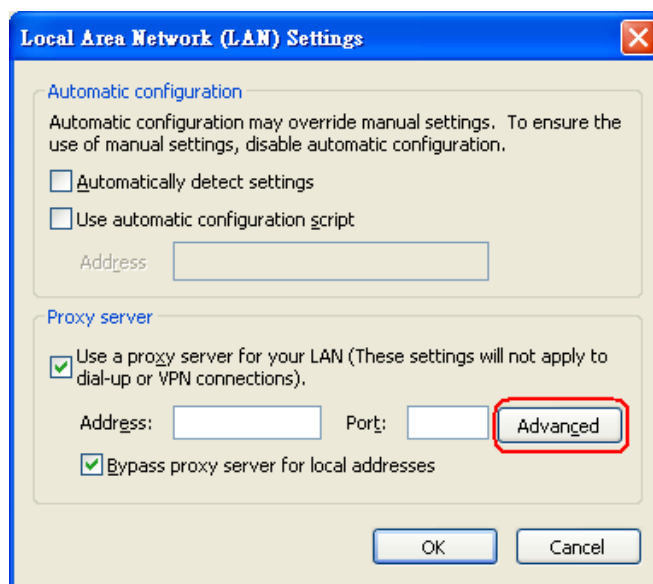 Local Area Network (LAN) Settings
Automatic configuration
Automatic configuration may override manual settings. To ensure the
use of manual settings, disable automatic configuration.
Automatically detect settings
Use automatic configuration script
Address
Proxy server
Use a proxy server for your LAN (These settings will not apply to
dial-up or VPN connections).
Address:
Port:
Advanced
Bypass proxy server for local addresses
OK
Cancel